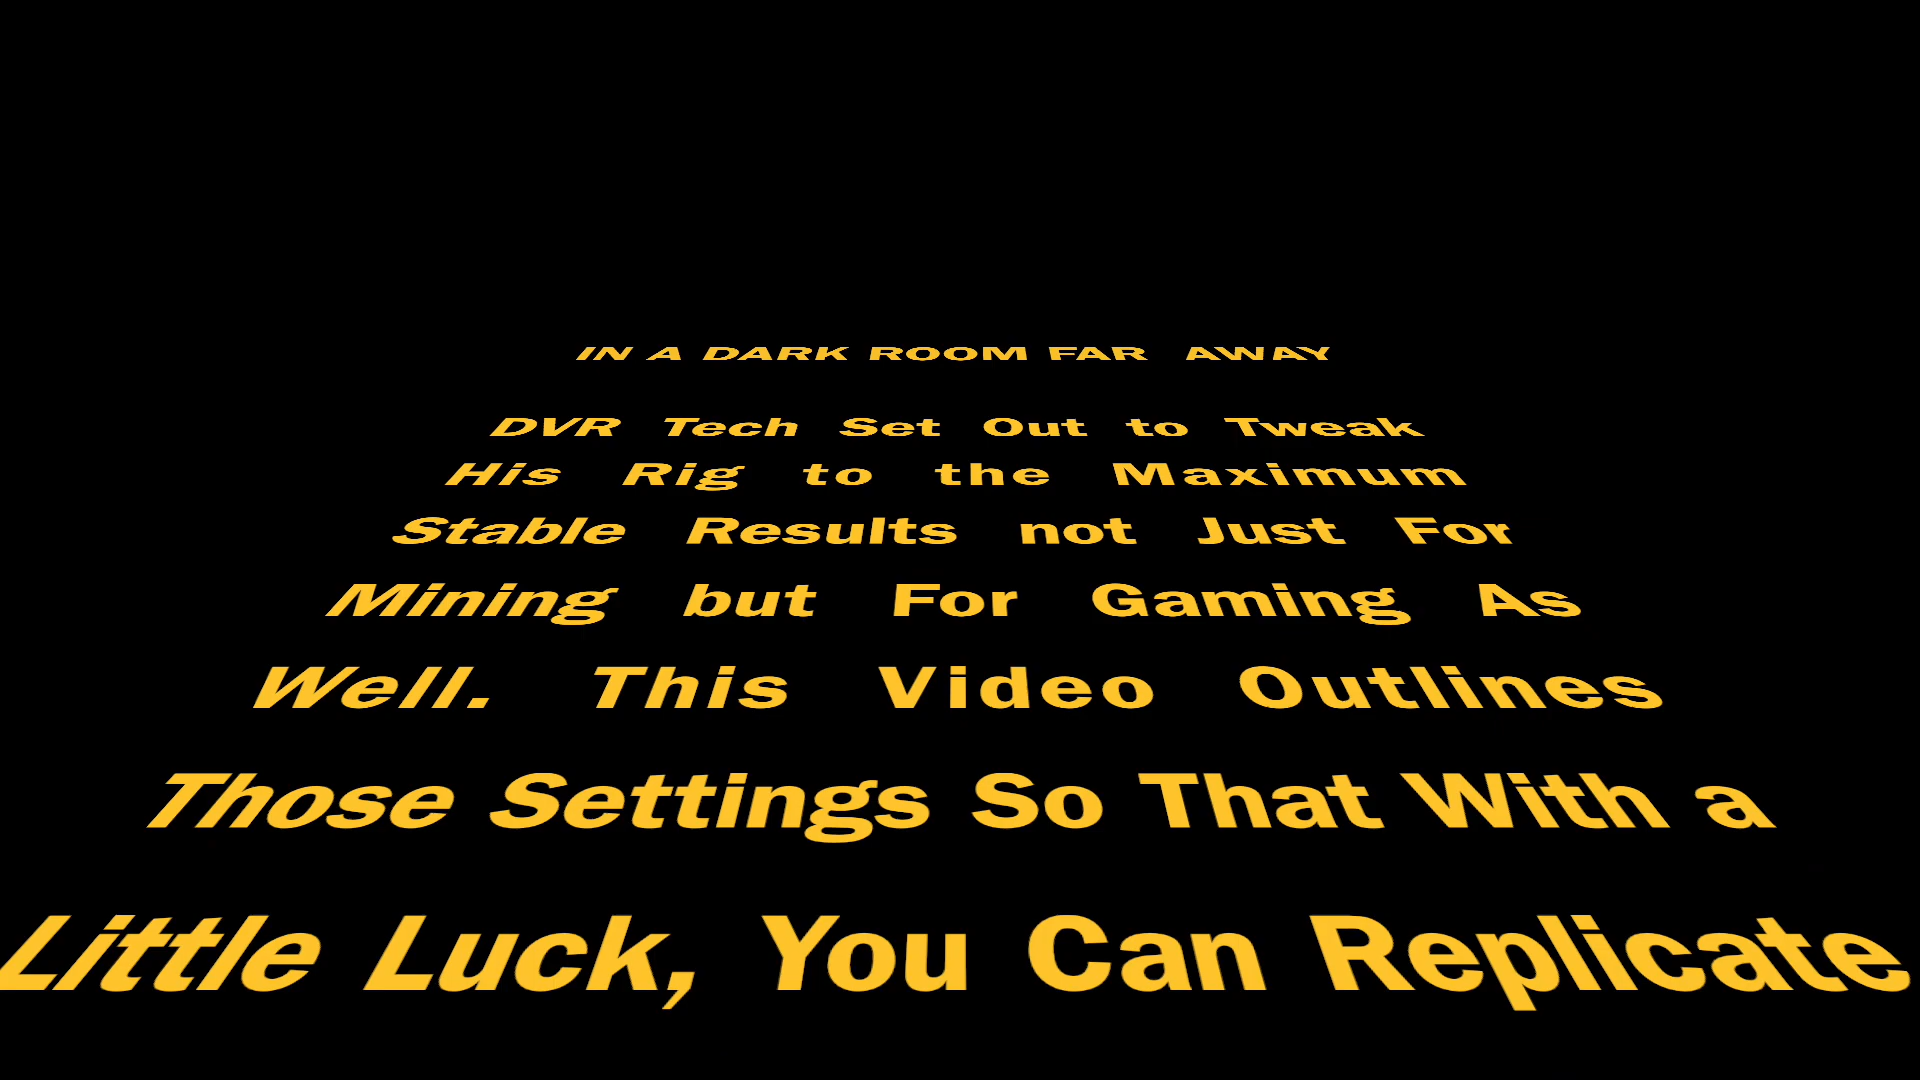 IN A DARK ROOM FAR AWAY
DVR Tech Set Out to Tweak
His Rig to the Maximum
Stable Results not Just For
Mining but For Gaming As
Well. This Video Outlines
Those Settings So That With a
Little Luck, You Can Replicate